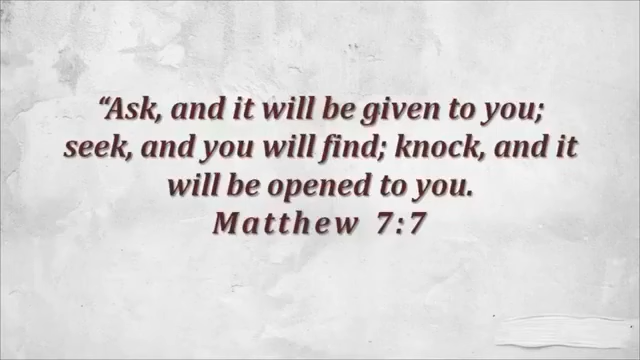 “Ask, and it will be given to you;
seek, and you will find; knock, and it
will be opened to you.
Matthew 7:7